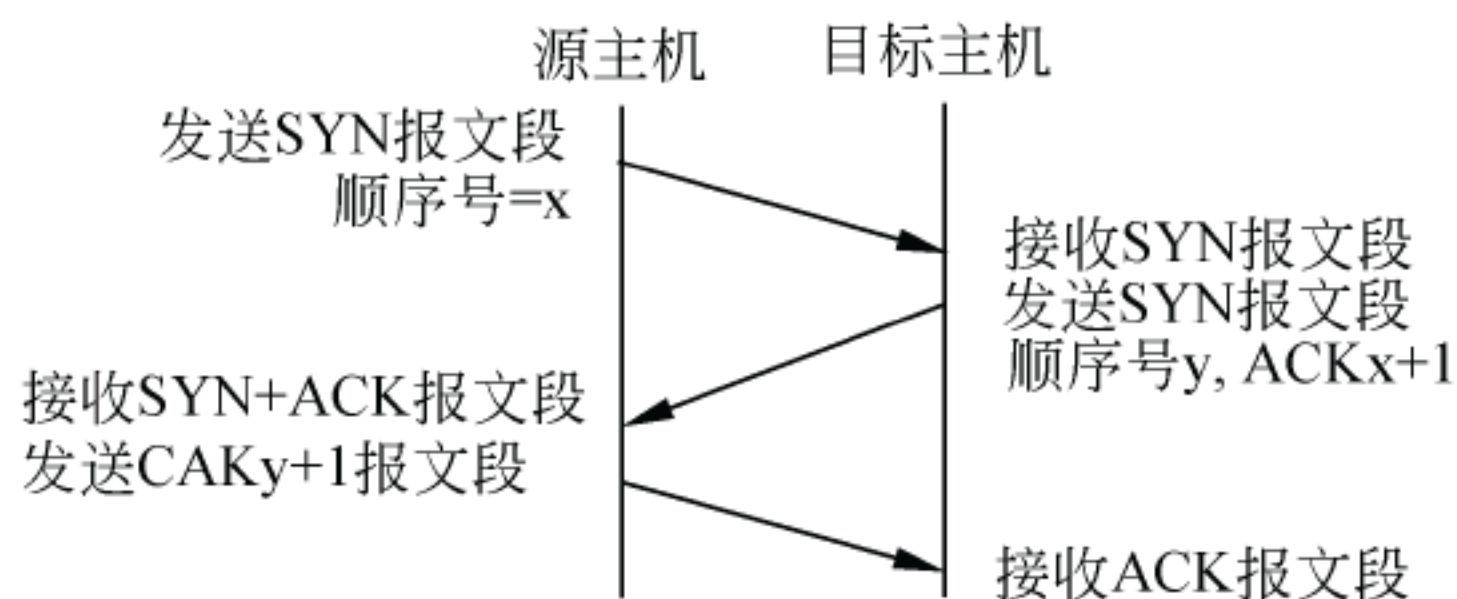 源主机
目标主机
发送SYN报文段
顺序号=x
接收SYN报文段
发送SYN报文段
顺序号y, ACKx+1
接收SYN+ACK报文段
发送CAKy+1报文段
接收ACK报文段